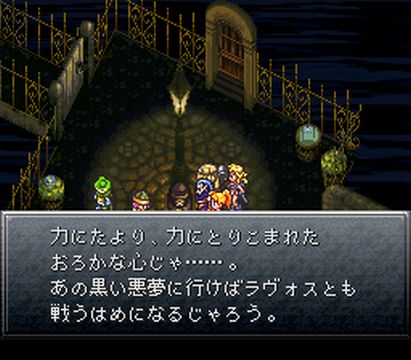 力にたより、力にとりこまれた
おろかな心じゃ……。
あの黒い悪夢に行けばラヴォスとも
戦うはめになるじゃろう。